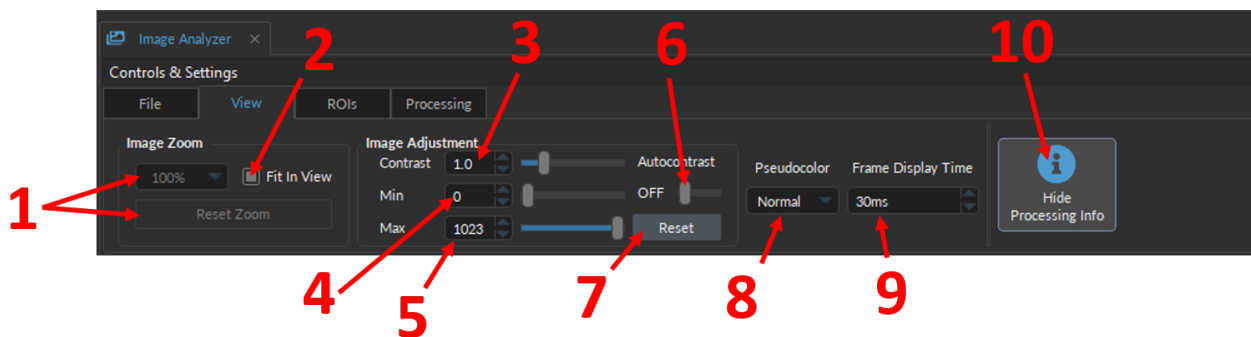 Image Analyzer ×
2 3 6 10
Controls & Settings
File View ROIs Processing
Image Zoom Image Adjustment
Contrast 1.0 Autocontrast
100% Fit In View Pseudocolor Frame Display Time
Min 0 OFF
1 Reset Zoom Normal 30ms Hide
Processing Info
Max 1023 Reset
4 5 7 8 9